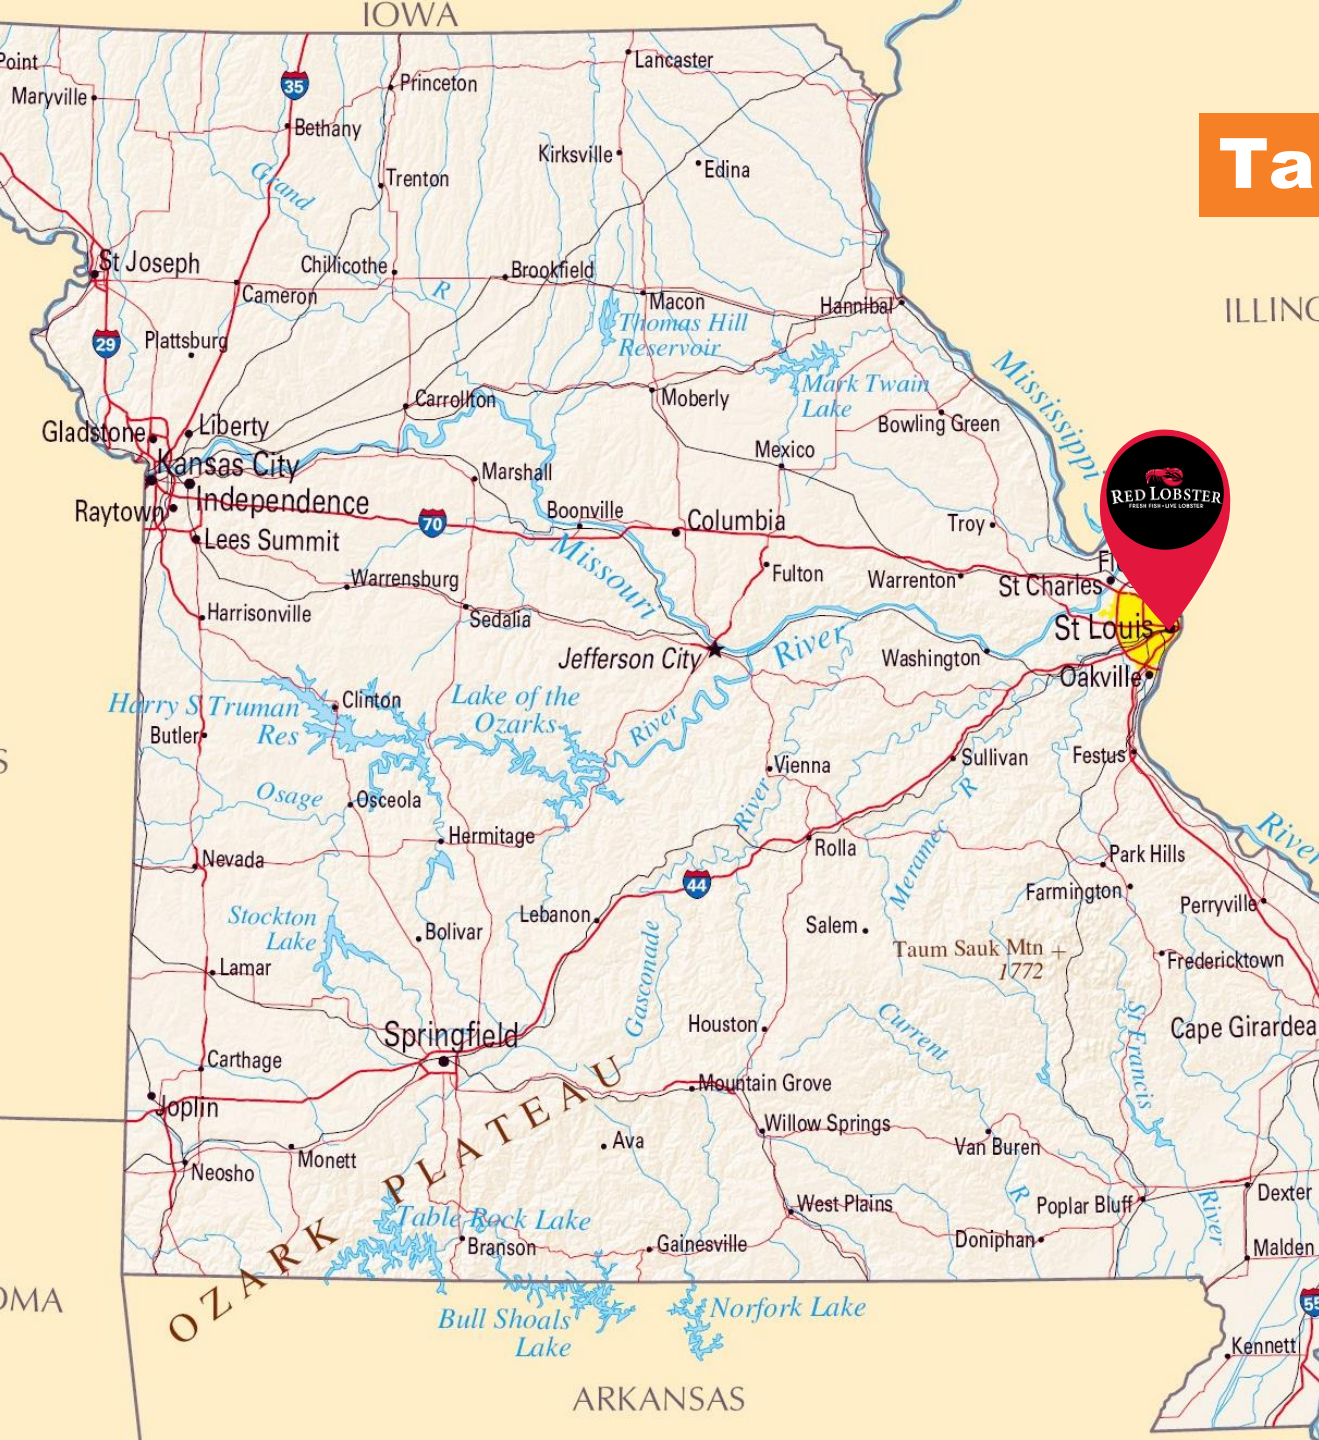 IOWA
Point
Lancaster
Maryville
35
Princeton
Bethany
Kirksville
Edina
Ta
Grand
Trenton
St Joseph
Chillicothe
Brookfield
Cameron
R
Macon
Hannibal
ILLINO
29
Plattsburg
Thomas Hill
Reservoir
Mississippi
Mark Twain
Lake
Carrollton
Moberly
Bowling Green
Gladstone
Liberty
Mexico
Kansas City
Marshall
RED LOBSTER
FRESH FISH • LIVE LOBSTER
Independence
Raytown
70
Boonville
Columbia
Troy
Lees Summit
Missouri
Fl
Warrensburg
Fulton
Warrenton
St Charles
Harrisonville
Sedalia
St Louis
Jefferson City
River
Washington
Oakville
Harry S Truman
Res
Clinton
Lake of the
Ozarks
River
Butler
S
Vienna
Sullivan
Festus
Osage
Osceola
River
R
River
Hermitage
Rolla
Meramec
Park Hills
Nevada
44
Farmington
Perryville
Stockton
Lake
Bolivar
Lebanon
Salem
Taum Sauk Mtn
1772
Fredericktown
Lamar
Gasconade
Springfield
Houston
Current
St Francis
Cape Girardea
Carthage
Mountain Grove
Joplin
Willow Springs
Van Buren
Ava
Monett
Neosho
OZARK PLATEAU
Table Rock Lake
West Plains
R
Poplar Bluff
River
Dexter
Branson
Gainesville
Doniphan
Malden
OMA
Bull Shoals
Lake
Norfork Lake
55
Kennett
ARKANSAS